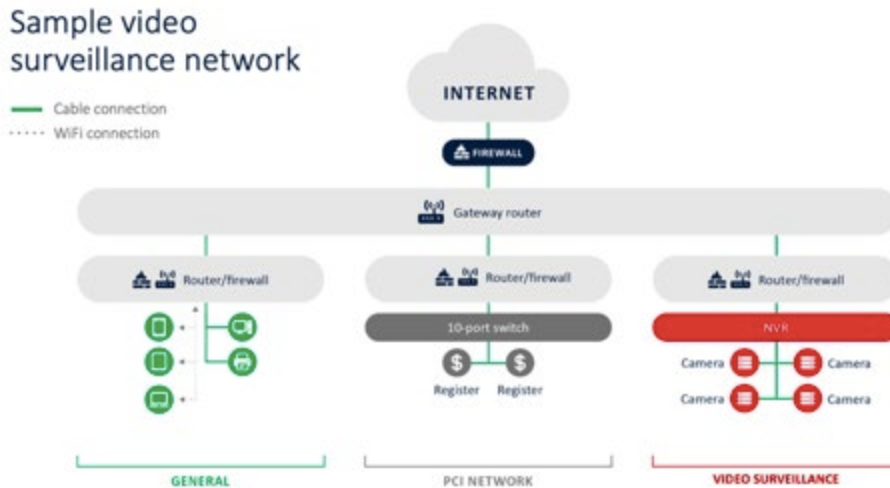 Sample video
surveillance network
Cable connection
WiFi connection
INTERNET
FIREWALL
Gateway router
Router/firewall
Router/firewall
Router/firewall
10-port switch
NVR
$ $
Register Register
Camera Camera
Camera Camera
GENERAL
PCI NETWORK
VIDEO SURVEILLANCE